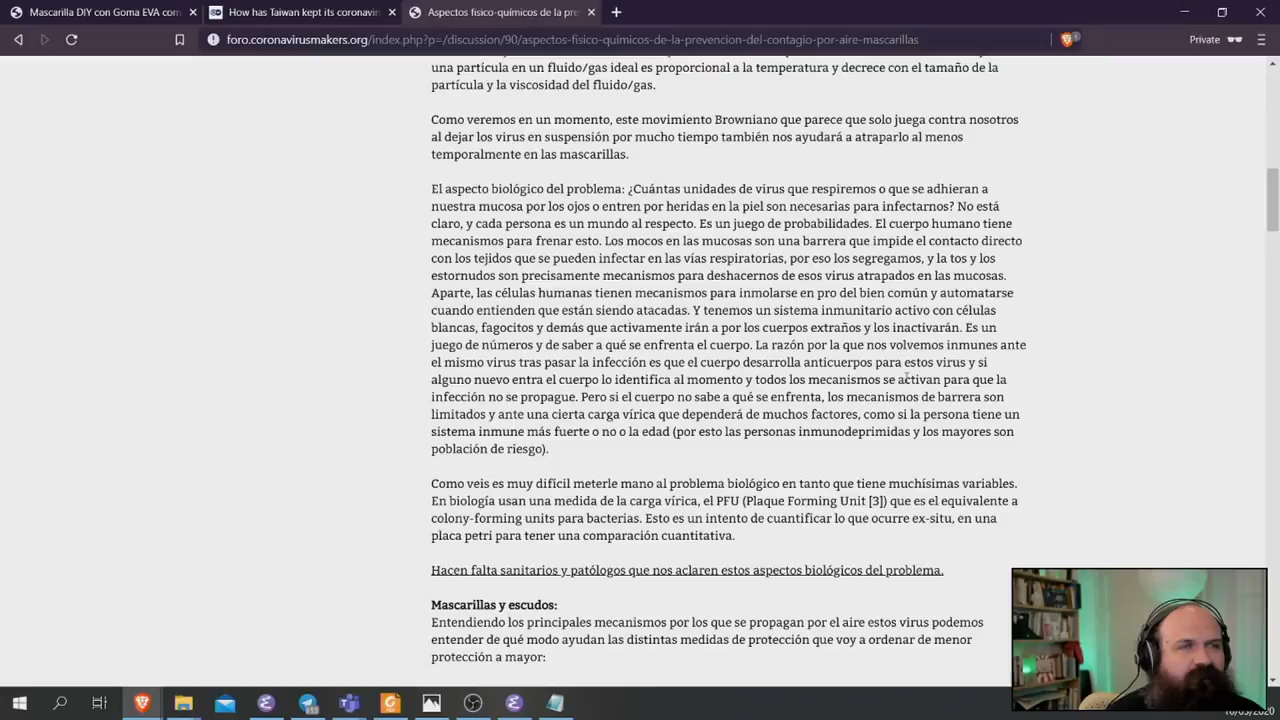 Mascarilla DIY con Goma EVA com
How has Taiwan kept its coronavir
Aspectos físico-químicos de la pre
foro.coronavirusmakers.org/index.php?p=/discussion/90/aspectos-fisico-quimicos-de-la-prevencion-del-contagio-por-aire-mascarillas
Private
una partícula en un fluido/gas ideal es proporcional a la temperatura y decrece con el tamaño de la
partícula y la viscosidad del fluido/gas.
Como veremos en un momento, este movimiento Browniano que parece que solo juega contra nosotros
al dejar los virus en suspensión por mucho tiempo también nos ayudará a atraparlo al menos
temporalmente en las mascarillas.
El aspecto biológico del problema: ¿Cuántas unidades de virus que respiremos o que se adhieran a
nuestra mucosa por los ojos o entren por heridas en la piel son necesarias para infectarnos? No está
claro, y cada persona es un mundo al respecto. Es un juego de probabilidades. El cuerpo humano tiene
mecanismos para frenar esto. Los mocos en las mucosas son una barrera que impide el contacto directo
con los tejidos que se pueden infectar en las vías respiratorias, por eso los segregamos, y la tos y los
estornudos son precisamente mecanismos para deshacernos de esos virus atrapados en las mucosas.
Aparte, las células humanas tienen mecanismos para inmolarse en pro del bien común y automatarse
cuando entienden que están siendo atacadas. Y tenemos un sistema inmunitario activo con células
blancas, fagocitos y demás que activamente irán a por los cuerpos extraños y los inactivarán. Es un
juego de números y de saber a qué se enfrenta el cuerpo. La razón por la que nos volvemos inmunes ante
el mismo virus tras pasar la infección es que el cuerpo desarrolla anticuerpos para estos virus y si
alguno nuevo entra el cuerpo lo identifica al momento y todos los mecanismos se activan para que la
infección no se propague. Pero si el cuerpo no sabe a qué se enfrenta, los mecanismos de barrera son
limitados y ante una cierta carga vírica que dependerá de muchos factores, como si la persona tiene un
sistema inmune más fuerte o no o la edad (por esto las personas inmunodeprimidas y los mayores son
población de riesgo).
Como veis es muy difícil meterle mano al problema biológico en tanto que tiene muchísimas variables.
En biología usan una medida de la carga vírica, el PFU (Plaque Forming Unit [3]) que es el equivalente a
colony-forming units para bacterias. Esto es un intento de cuantificar lo que ocurre ex-situ, en una
placa petri para tener una comparación cuantitativa.
Hacen falta sanitarios y patólogos que nos aclaren estos aspectos biológicos del problema.
Mascarillas y escudos:
Entendiendo los principales mecanismos por los que se propagan por el aire estos virus podemos
entender de qué modo ayudan las distintas medidas de protección que voy a ordenar de menor
protección a mayor: